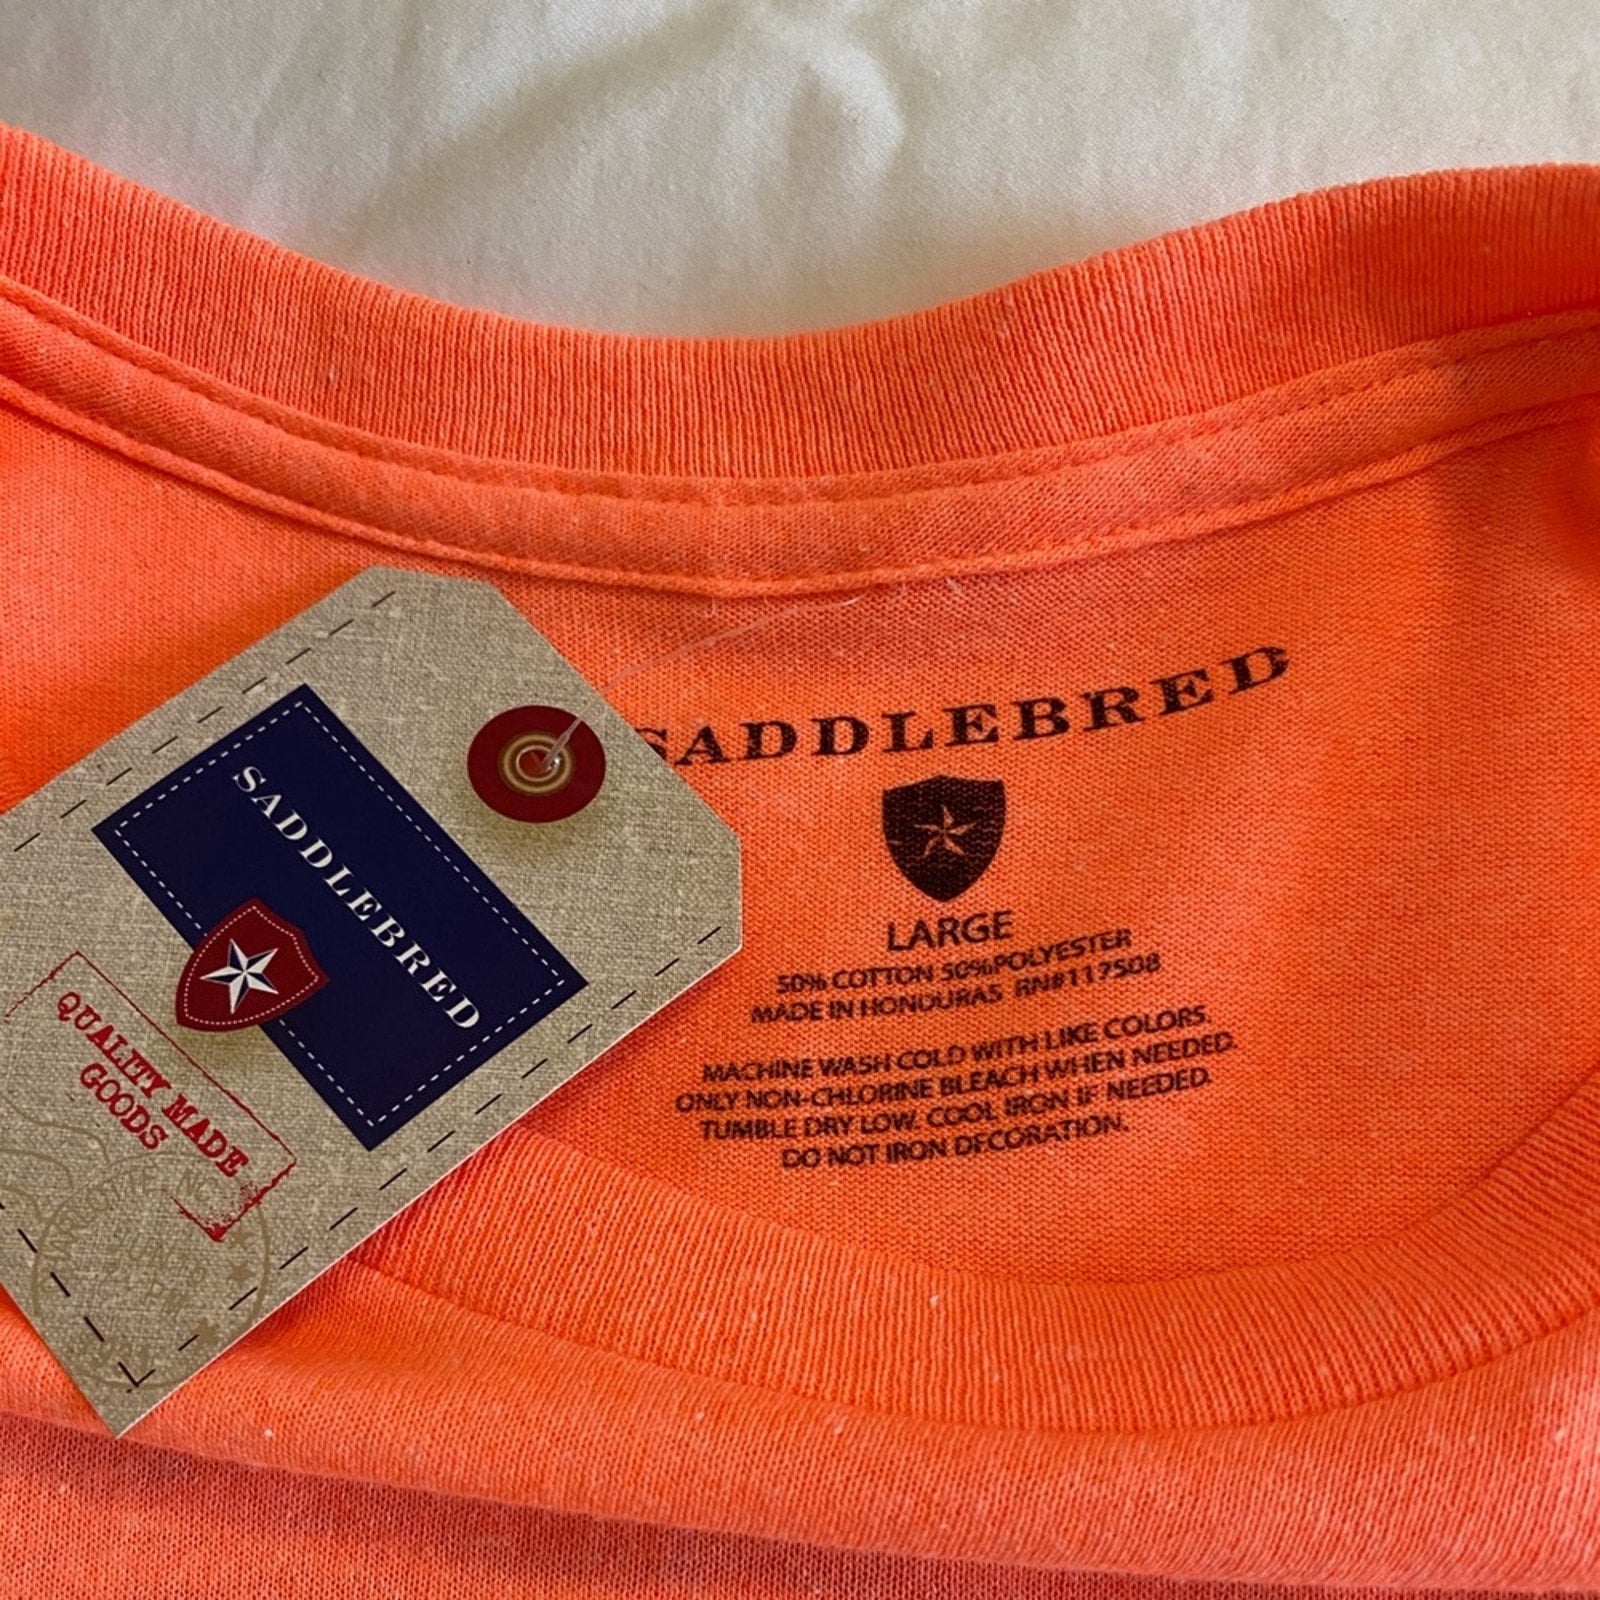 SADDLEBRED
QUALITY MADE
GOODS
SADDLEBRED
LARGE
50% COTTON 50%POLYESTER
MADE IN HONDURAS RN#117508
MACHINE WASH COLD WITH LIKE COLORS.
ONLY NON-CHLORINE BLEACH WHEN NEEDED.
TUMBLE DRY LOW. COOL IRON IF NEEDED.
DO NOT IRON DECORATION.